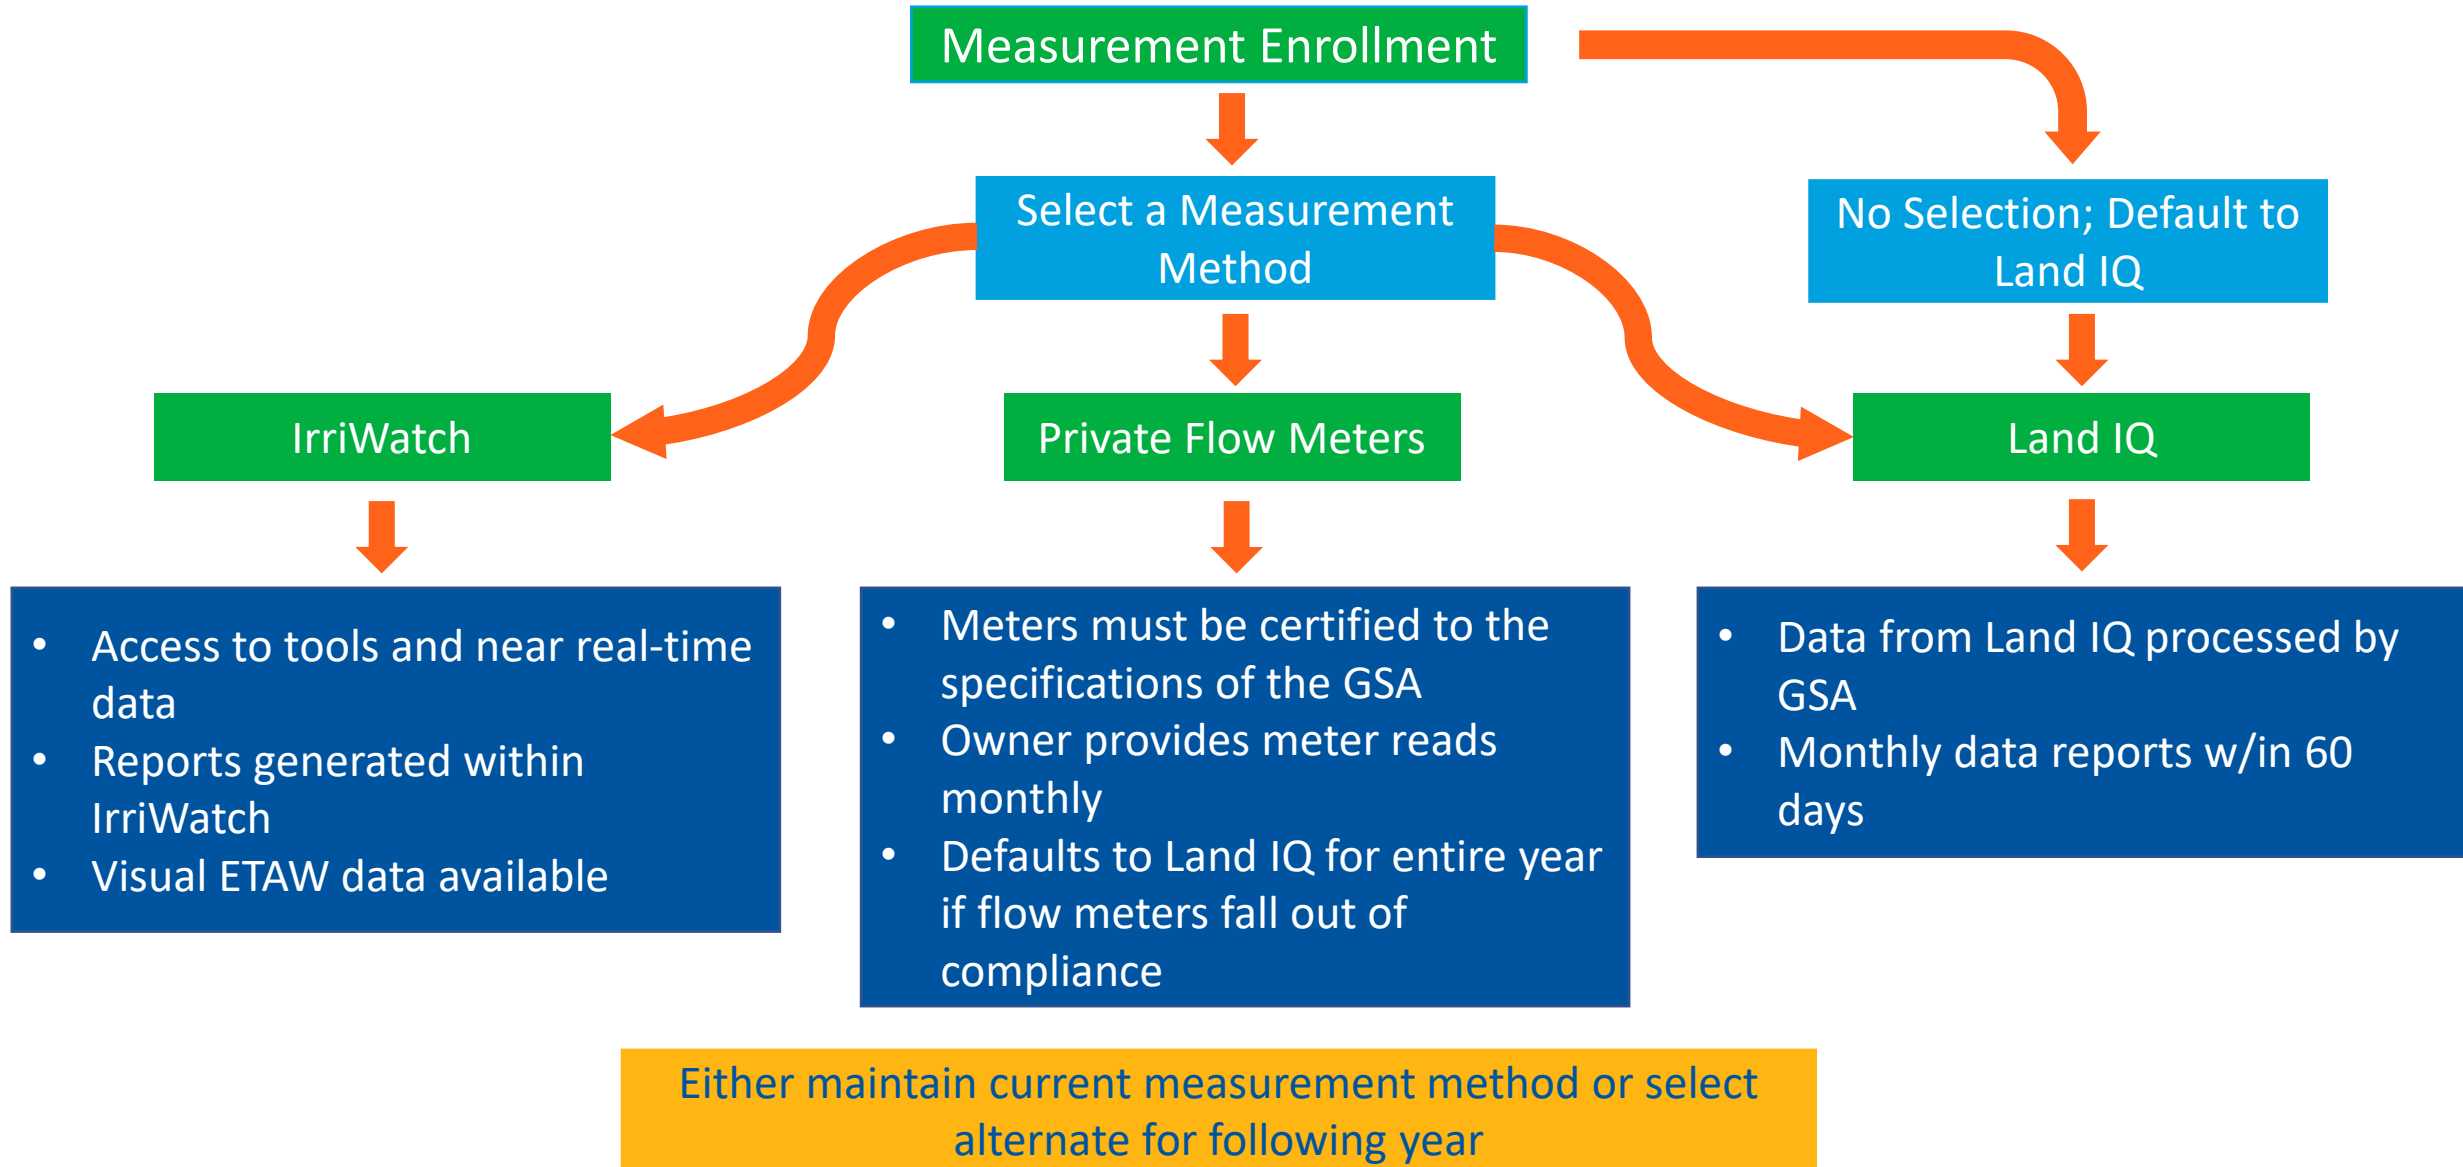 Measurement Enrollment
Select a Measurement
Method
No Selection; Default to
Land IQ
IrriWatch
Private Flow Meters
Land IQ
• Access to tools and near real-time
data
• Reports generated within
IrriWatch
• Visual ETAW data available
• Meters must be certified to the
specifications of the GSA
• Owner provides meter reads
monthly
• Defaults to Land IQ for entire year
if flow meters fall out of
compliance
• Data from Land IQ processed by
GSA
• Monthly data reports w/in 60
days
Either maintain current measurement method or select
alternate for following year